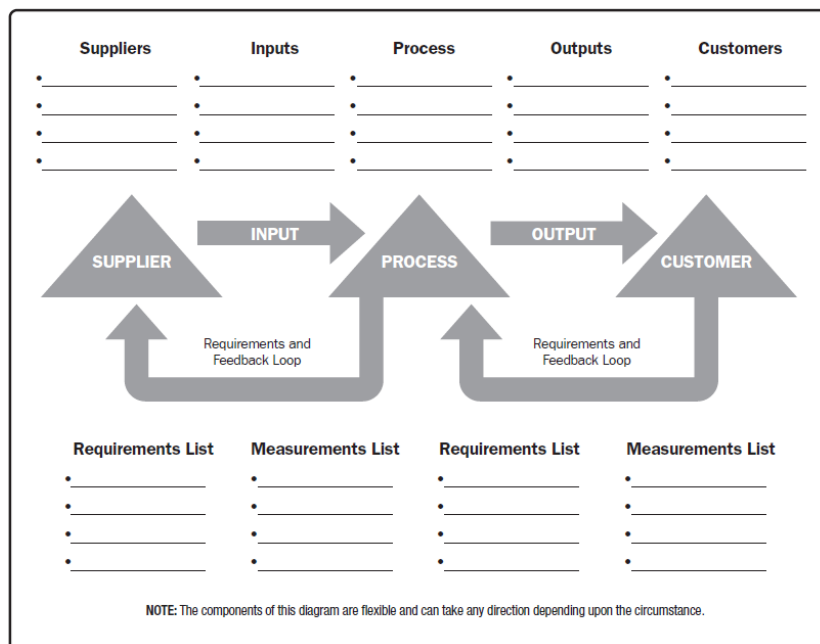 Suppliers Inputs Process Outputs Customers
INPUT OUTPUT
SUPPLIER PROCESS CUSTOMER
Requirements and
Feedback Loop
Requirements and
Feedback Loop
Requirements List Measurements List Requirements List Measurements List
NOTE: The components of this diagram are flexible and can take any direction depending upon the circumstance.